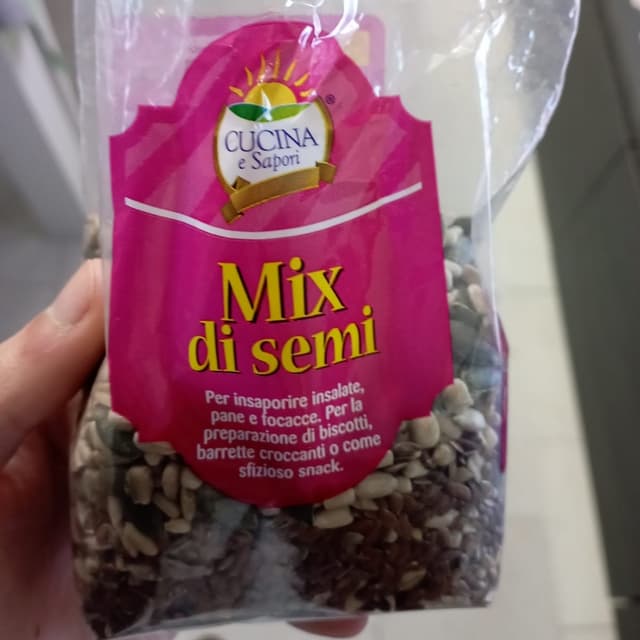 CUCINA
e Sapori
®
Mix
di semi
Per insaporire insalate,
pane e focacce. Per la
preparazione di biscotti,
barrette croccanti o come
sfizioso snack.